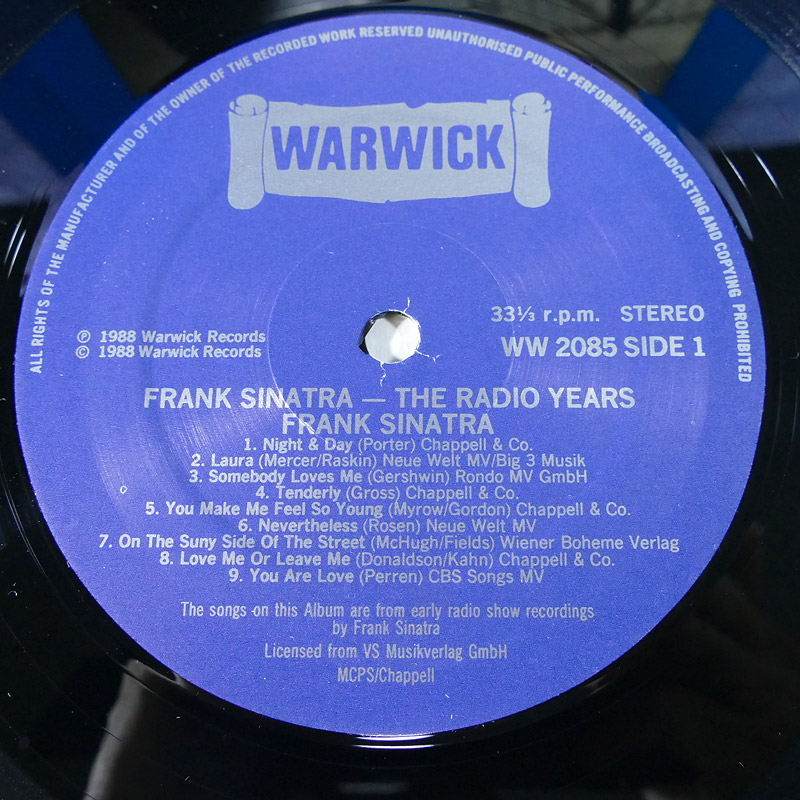 ALL RIGHTS OF THE MANUFACTURER AND OF THE OWNER OF THE RECORDED WORK RESERVED UNAUTHORISED PUBLIC PERFORMANCE BROADCASTING AND COPYING PROHIBITED
WARWICK
33⅓ r.p.m. STEREO
WW 2085 SIDE 1
℗ 1988 Warwick Records
© 1988 Warwick Records
FRANK SINATRA — THE RADIO YEARS
FRANK SINATRA
1. Night & Day (Porter) Chappell & Co.
2. Laura (Mercer/Raskin) Neue Welt MV/Big 3 Musik
3. Somebody Loves Me (Gershwin) Rondo MV GmbH
4. Tenderly (Gross) Chappell & Co.
5. You Make Me Feel So Young (Myrow/Gordon) Chappell & Co.
6. Nevertheless (Rosen) Neue Welt MV
7. On The Suny Side Of The Street (McHugh/Fields) Wiener Boheme Verlag
8. Love Me Or Leave Me (Donaldson/Kahn) Chappell & Co.
9. You Are Love (Perren) CBS Songs MV
The songs on this Album are from early radio show recordings
by Frank Sinatra
Licensed from VS Musikverlag GmbH
MCPS/Chappell